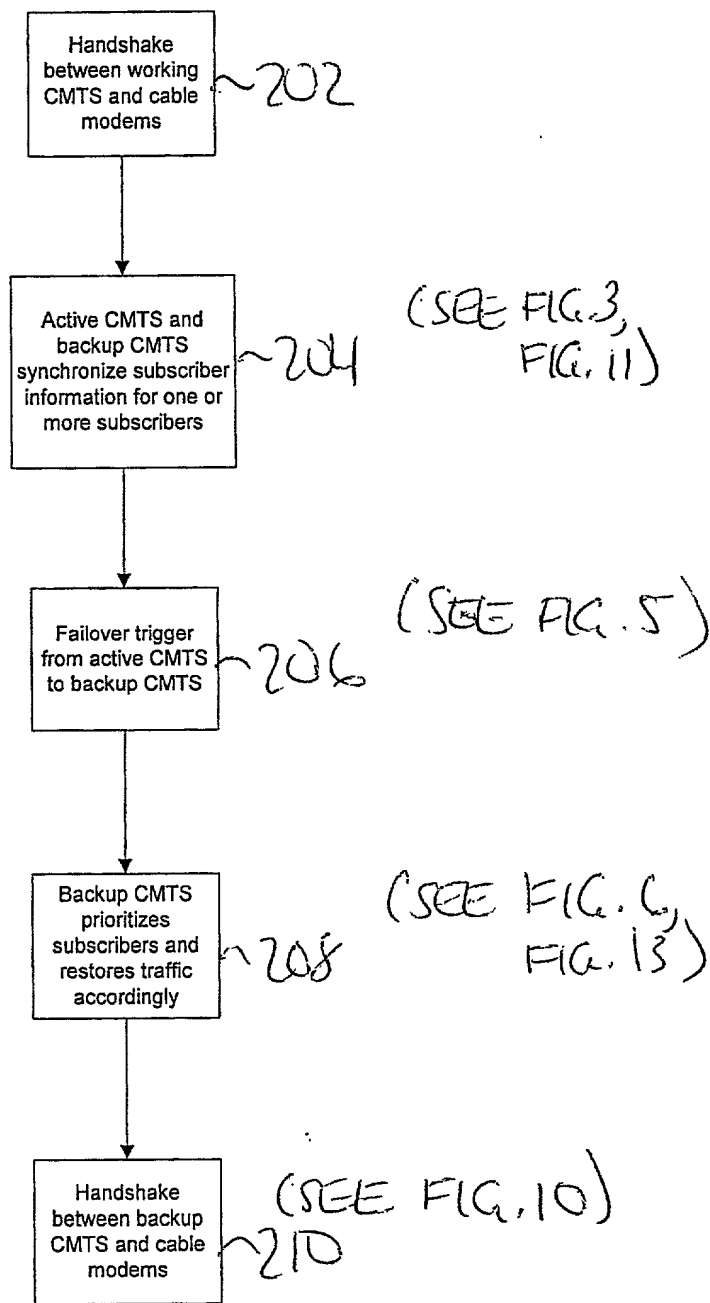 Handshake
between working
CMTS and cable
modems
202
Active CMTS and
backup CMTS
synchronize subscriber
information for one or
more subscribers
204
(SEE FIG. 3,
FIG. 11)
Failover trigger
from active CMTS
to backup CMTS
206
(SEE FIG. 5)
Backup CMTS
prioritizes
subscribers and
restores traffic
accordingly
208
(SEE FIG. 6,
FIG. 13)
Handshake
between backup
CMTS and cable
modems
210
(SEE FIG. 10)